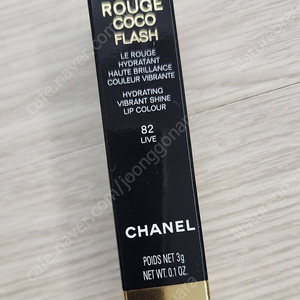 ROUGE
COCO
FLASH
LE ROUGE
HYDRATANT
HAUTE BRILLANCE
COULEUR VIBRANTE
HYDRATING
VIBRANT SHINE
LIP COLOUR
82
LIVE
CHANEL
POIDS NET 3g
NET WT. 0.1 OZ.